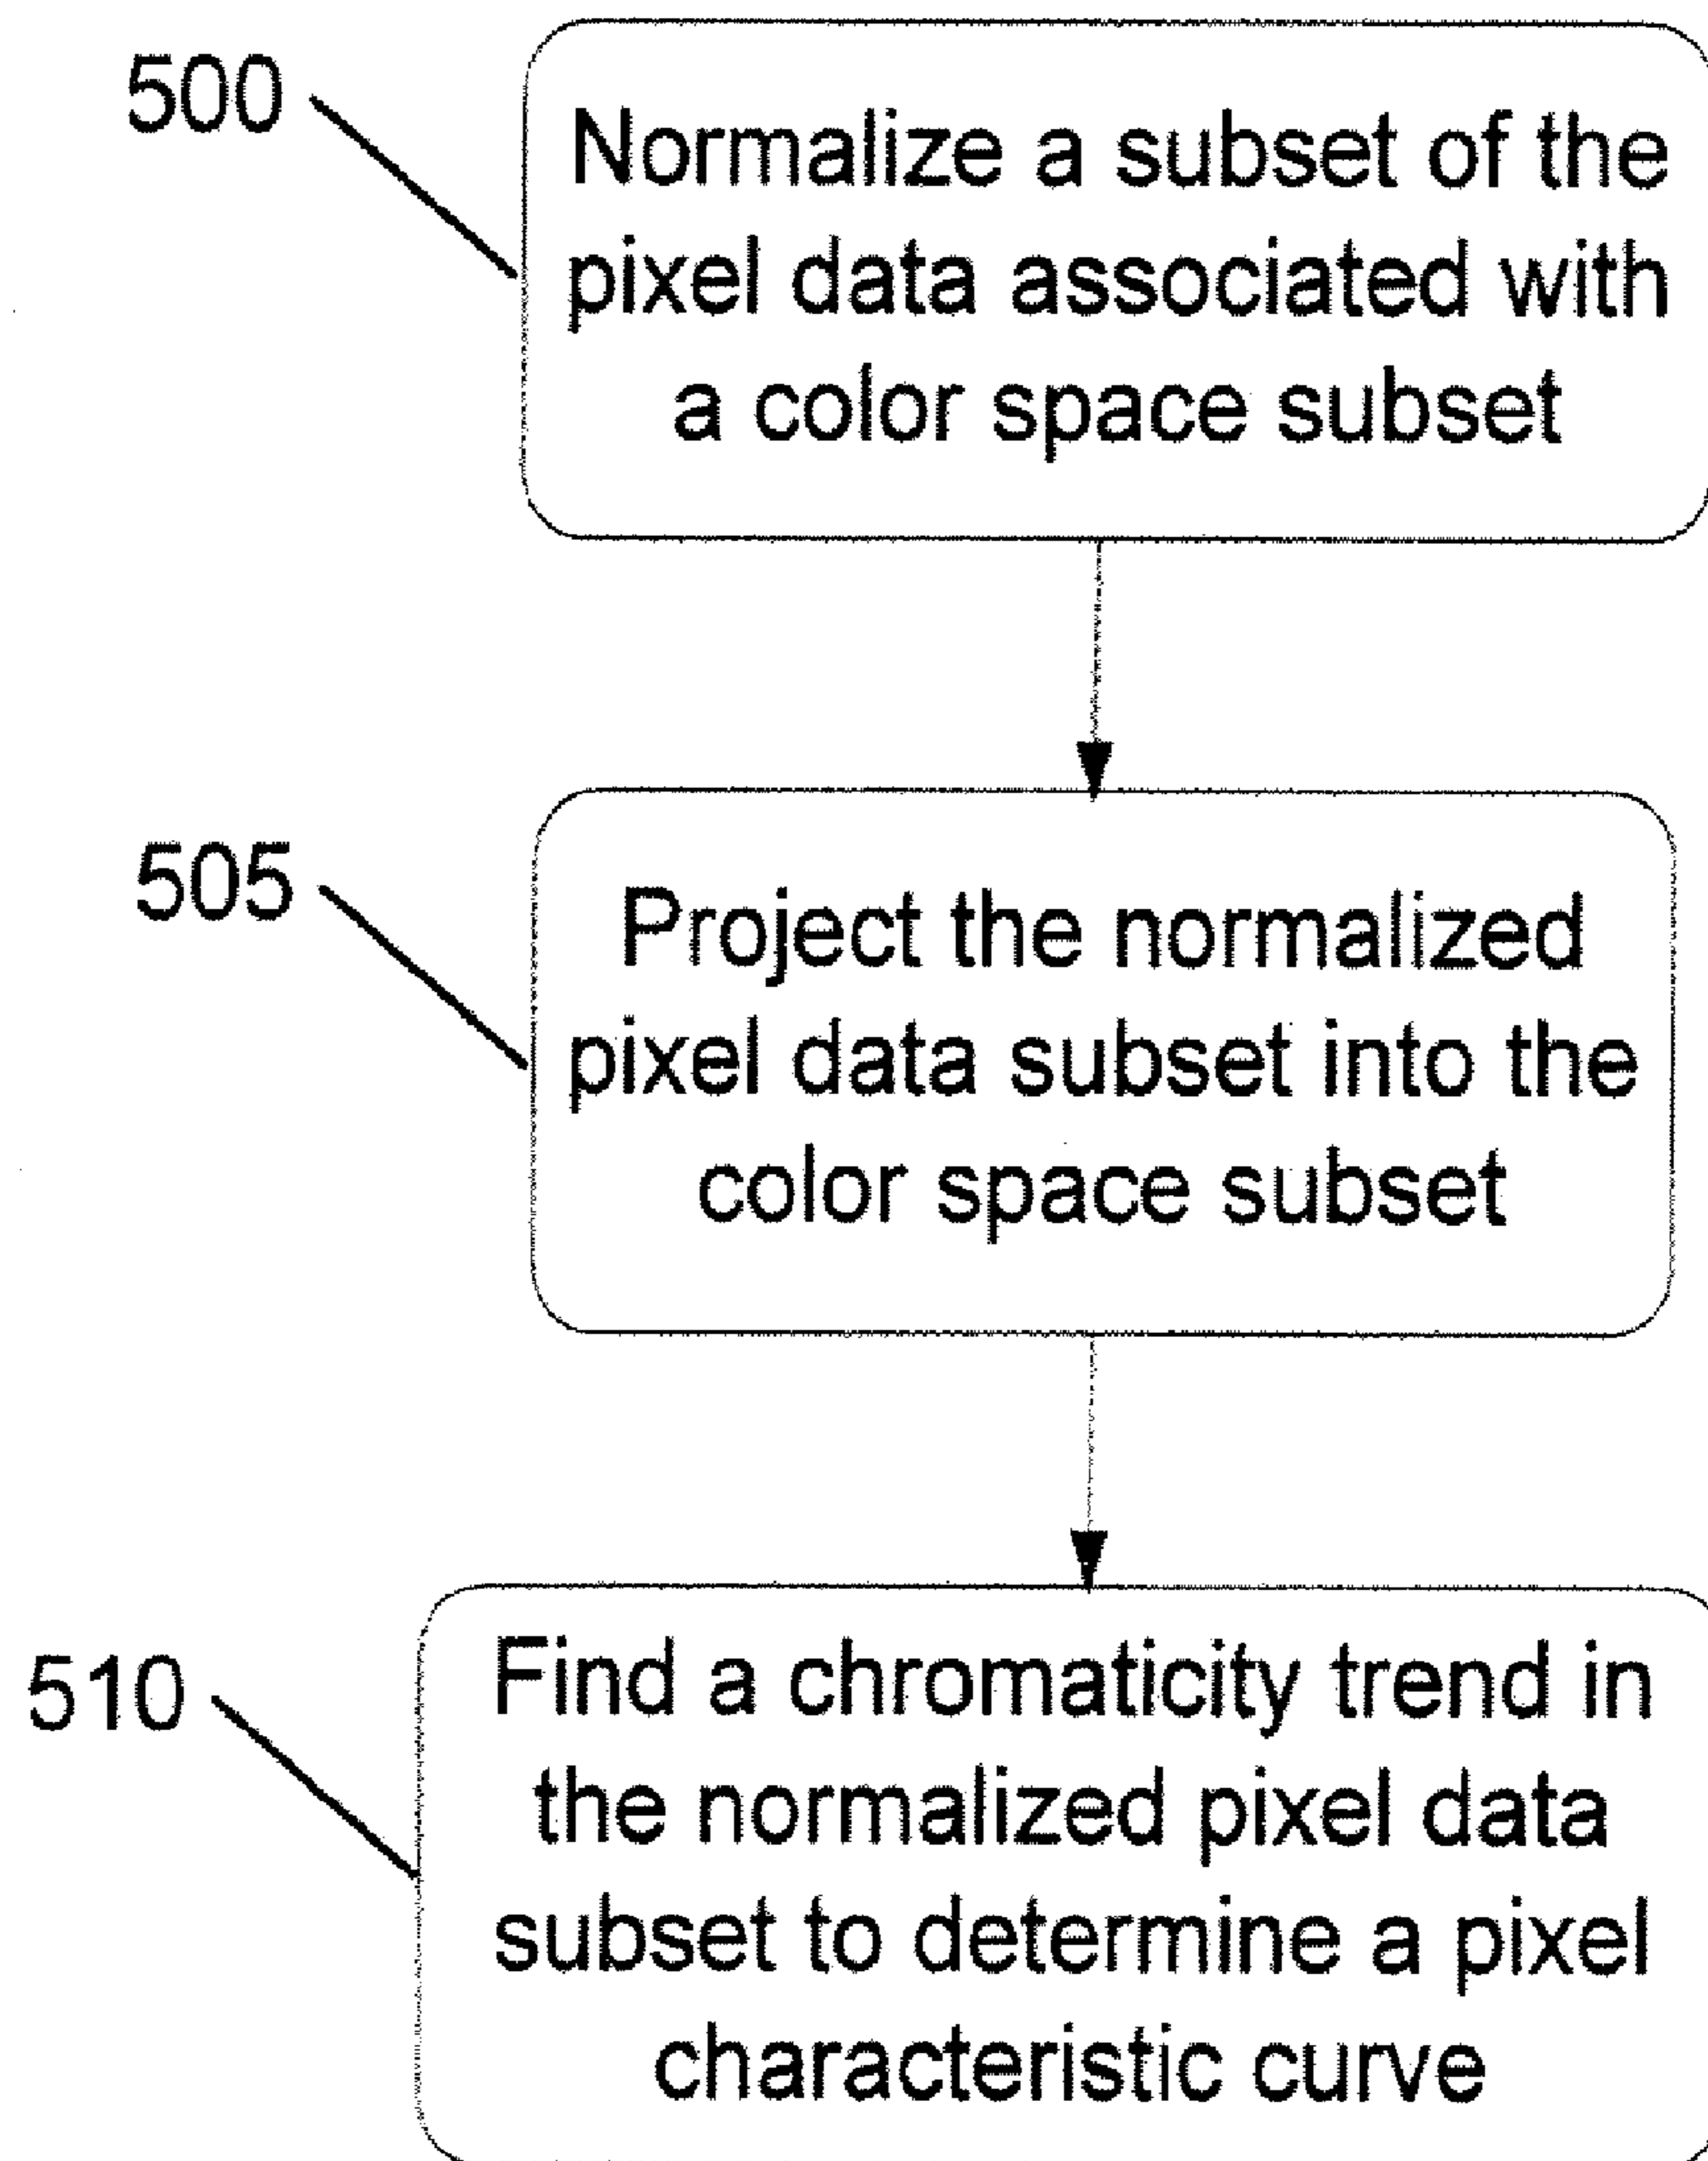 500
Normalize a subset of the
pixel data associated with
a color space subset
505
Project the normalized
pixel data subset into the
color space subset
510
Find a chromaticity trend in
the normalized pixel data
subset to determine a pixel
characteristic curve